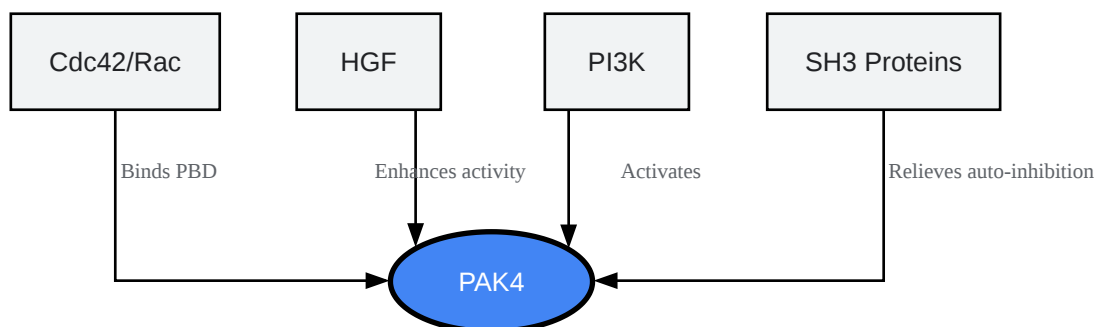 Cdc42/Rac
HGF
PI3K
SH3 Proteins
Binds PBD
Enhances activity
Activates
Relieves auto-inhibition
PAK4